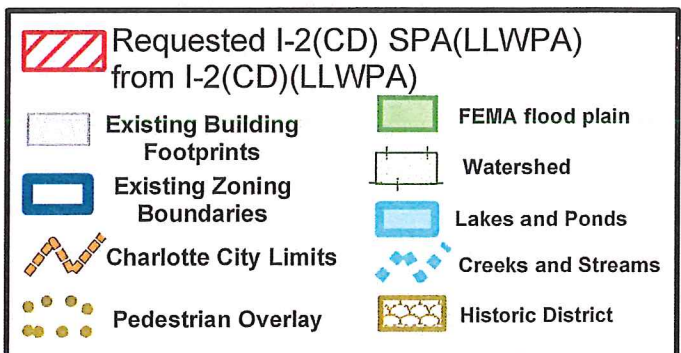 Requested I-2(CD) SPA(LLWPA)
from I-2(CD)(LLWPA)
Existing Building
Footprints
Existing Zoning
Boundaries
Charlotte City Limits
Pedestrian Overlay
FEMA flood plain
Watershed
Lakes and Ponds
Creeks and Streams
Historic District